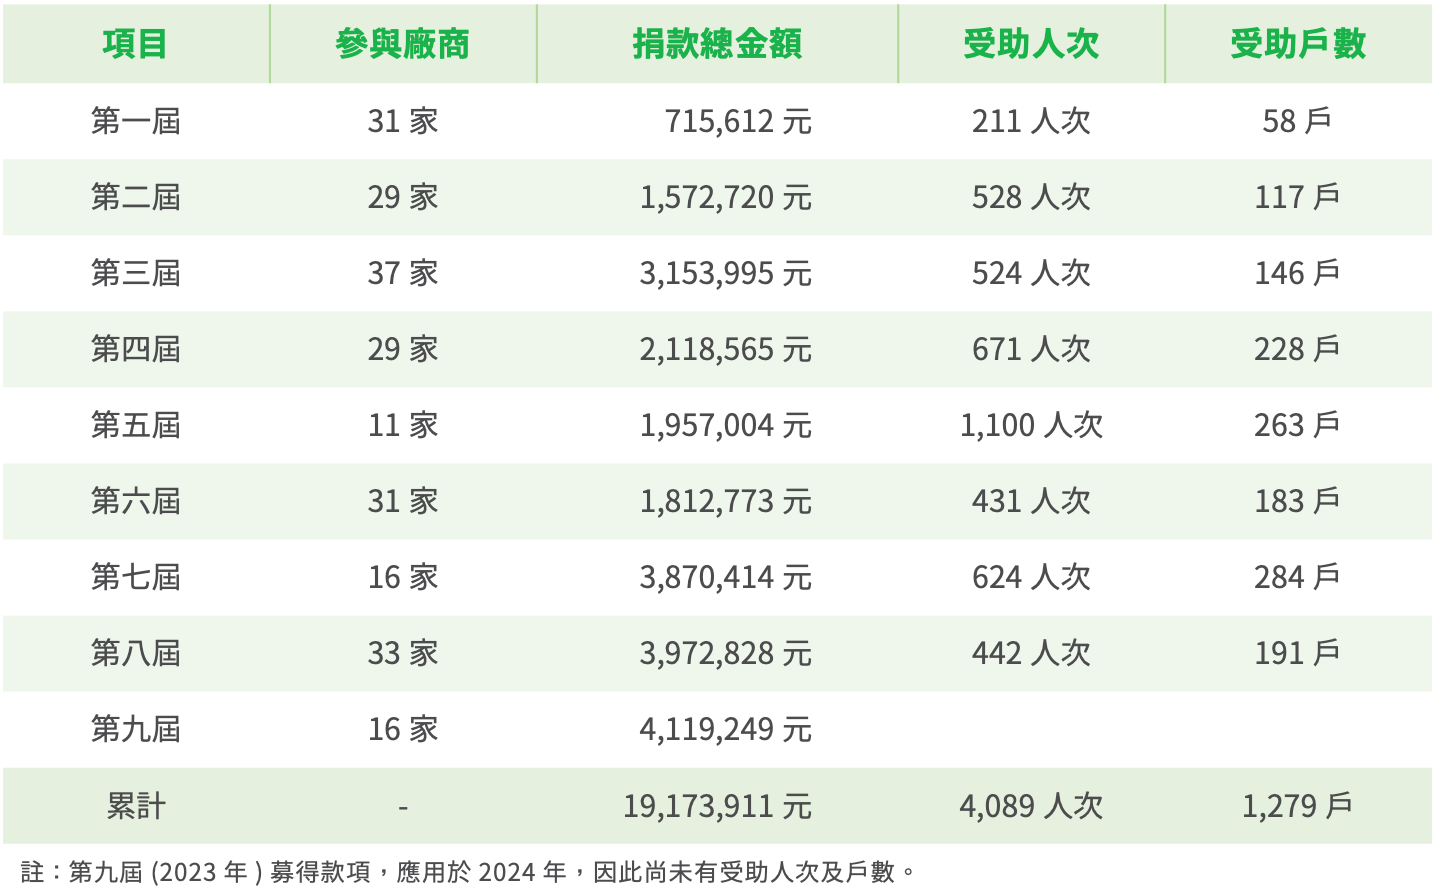 項目 參與廠商 捐款總金額 受助人次 受助戶數
第一屆 31 家 715,612 元 211 人次 58 戶
第二屆 29 家 1,572,720 元 528 人次 117 戶
第三屆 37 家 3,153,995 元 524 人次 146 戶
第四屆 29 家 2,118,565 元 671 人次 228 戶
第五屆 11 家 1,957,004 元 1,100 人次 263 戶
第六屆 31 家 1,812,773 元 431 人次 183 戶
第七屆 16 家 3,870,414 元 624 人次 284 戶
第八屆 33 家 3,972,828 元 442 人次 191 戶
第九屆 16 家 4,119,249 元
累計 - 19,173,911 元 4,089 人次 1,279 戶
註：第九屆 (2023 年 ) 募得款項，應用於 2024 年，因此尚未有受助人次及戶數。